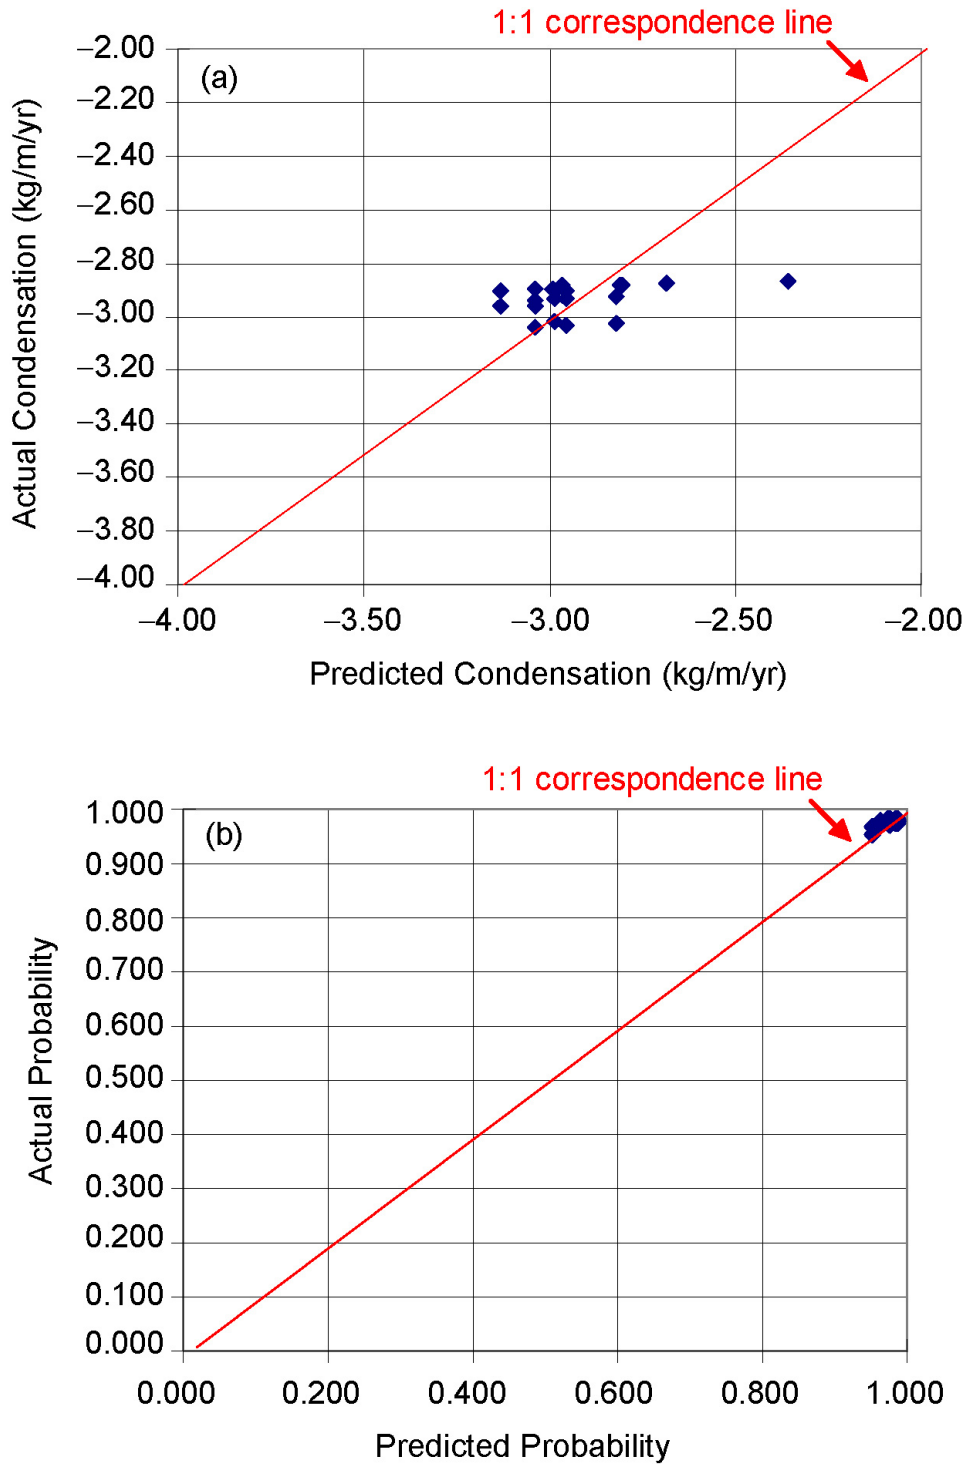 1:1 correspondence line
(a)
Actual Condensation (kg/m/yr)
–2.00
–2.20
–2.40
–2.60
–2.80
–3.00
–3.20
–3.40
–3.60
–3.80
–4.00
–4.00 –3.50 –3.00 –2.50 –2.00
Predicted Condensation (kg/m/yr)
1:1 correspondence line
(b)
Actual Probability
1.000
0.900
0.800
0.700
0.600
0.500
0.400
0.300
0.200
0.100
0.000
0.000 0.200 0.400 0.600 0.800 1.000
Predicted Probability